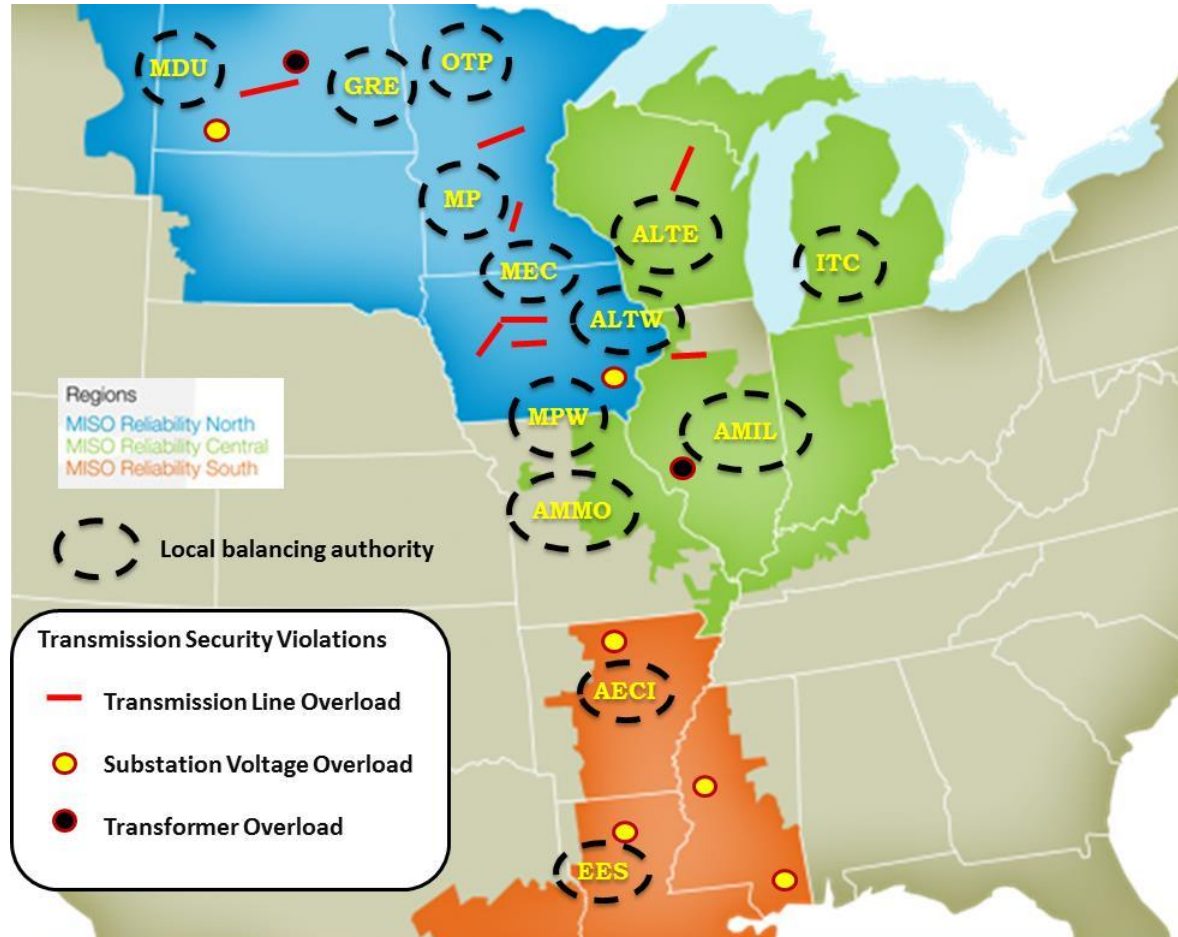 MDU
OTP
GRE
MP
ALTE
MEC
ITC
ALTW
Regions
MISO Reliability North
MISO Reliability Central
MISO Reliability South
MPW
AMIL
AMMO
Local balancing authority
Transmission Security Violations
Transmission Line Overload
Substation Voltage Overload
Transformer Overload
AECI
EES